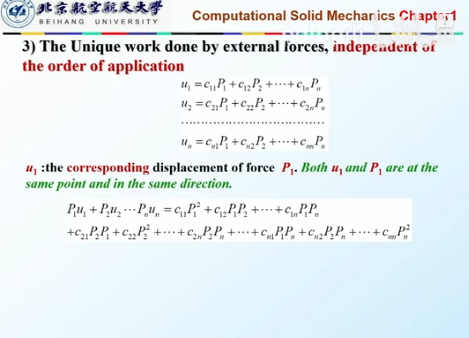 北京航空航天大学
BEIHANG UNIVERSITY
Computational Solid Mechanics Chapter 1
3) The Unique work done by external forces, independent of
the order of application
u₁ = c₁₁P₁ + c₁₂P₂ + ⋯ + c₁ₙPₙ
u₂ = c₂₁P₁ + c₂₂P₂ + ⋯ + c₂ₙPₙ
⋯⋯⋯⋯⋯⋯⋯⋯⋯⋯⋯⋯
uₙ = cₙ₁P₁ + cₙ₂P₂ + ⋯ + cₙₙPₙ
u₁ :the corresponding displacement of force P₁. Both u₁ and P₁ are at the
same point and in the same direction.
P₁u₁ + P₂u₂ ⋯ Pₙuₙ = c₁₁P₁² + c₁₂P₁P₂ + ⋯ + c₁ₙP₁Pₙ
+c₂₁P₂P₁ + c₂₂P₂² + ⋯ + c₂ₙP₂Pₙ + ⋯ + cₙ₁P₁Pₙ + cₙ₂P₂Pₙ + ⋯ + cₙₙPₙ²